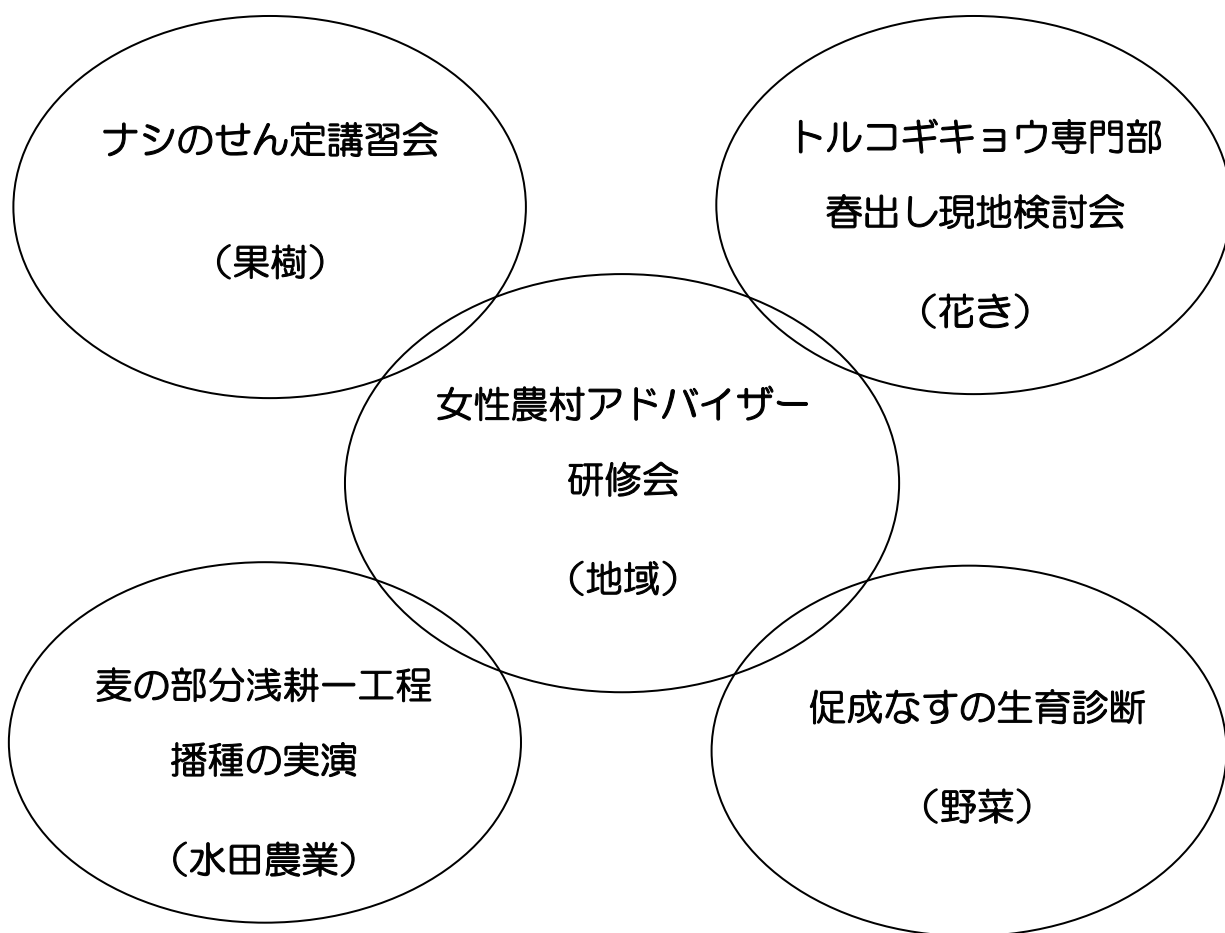 ナシのせん定講習会
（果樹）
トルコギキョウ専門部
春出し現地検討会
（花き）
女性農村アドバイザー
研修会
（地域）
麦の部分浅耕一工程
播種の実演
（水田農業）
促成なすの生育診断
（野菜）